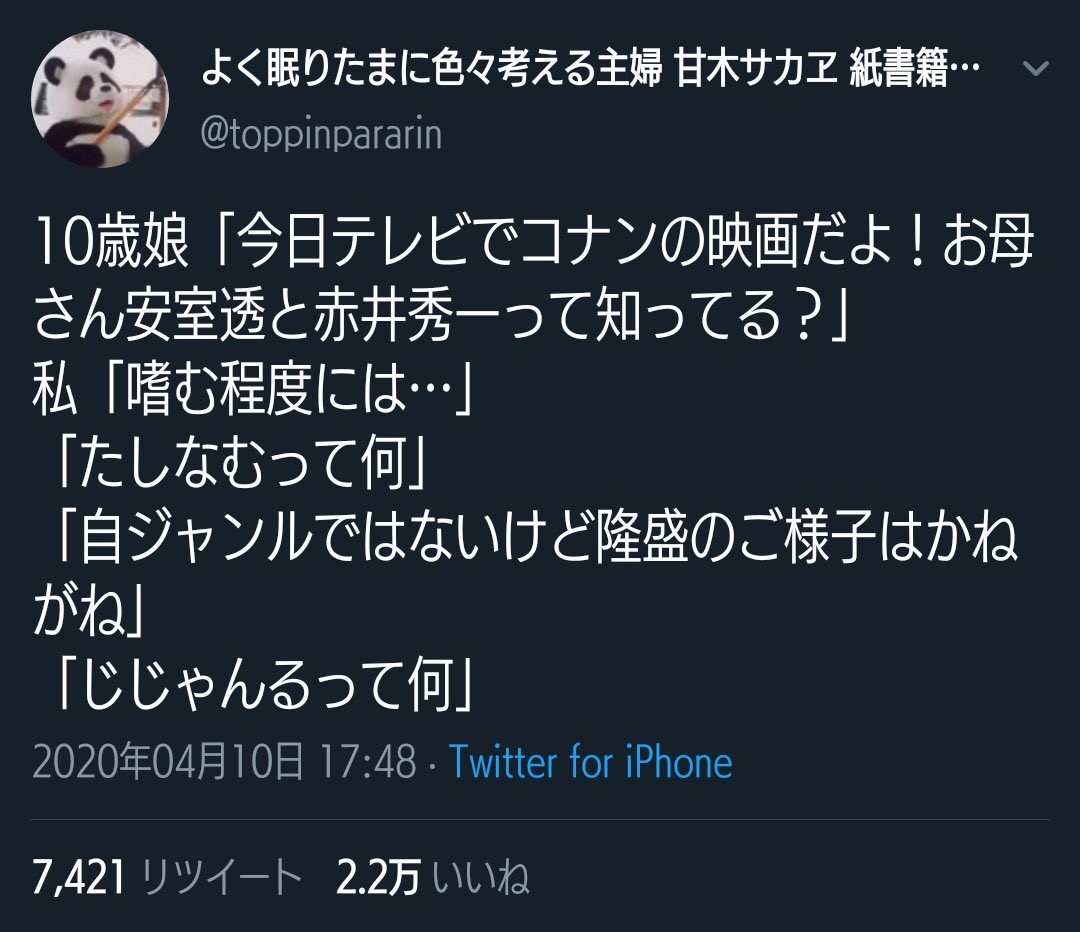 よく眠りたまに色々考える主婦 甘木サカヱ 紙書籍…
@toppinpararin
10歳娘「今日テレビでコナンの映画だよ！お母
さん安室透と赤井秀一って知ってる？」
私「嗜む程度には…」
「たしなむって何」
「自ジャンルではないけど隆盛のご様子はかね
がね」
「じじゃんるって何」
2020年04月10日 17:48 · Twitter for iPhone
7,421 リツイート 2.2万 いいね